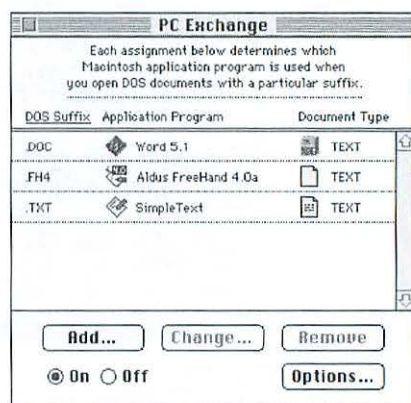 PC Exchange
Each assignment below determines which
Macintosh application program is used when
you open DOS documents with a particular suffix.
DOS Suffix Application Program Document Type
.DOC Word 5.1 TEXT
.FH4 Aldus FreeHand 4.0a TEXT
.TXT SimpleText TEXT
Add... Change... Remove
On Off Options...